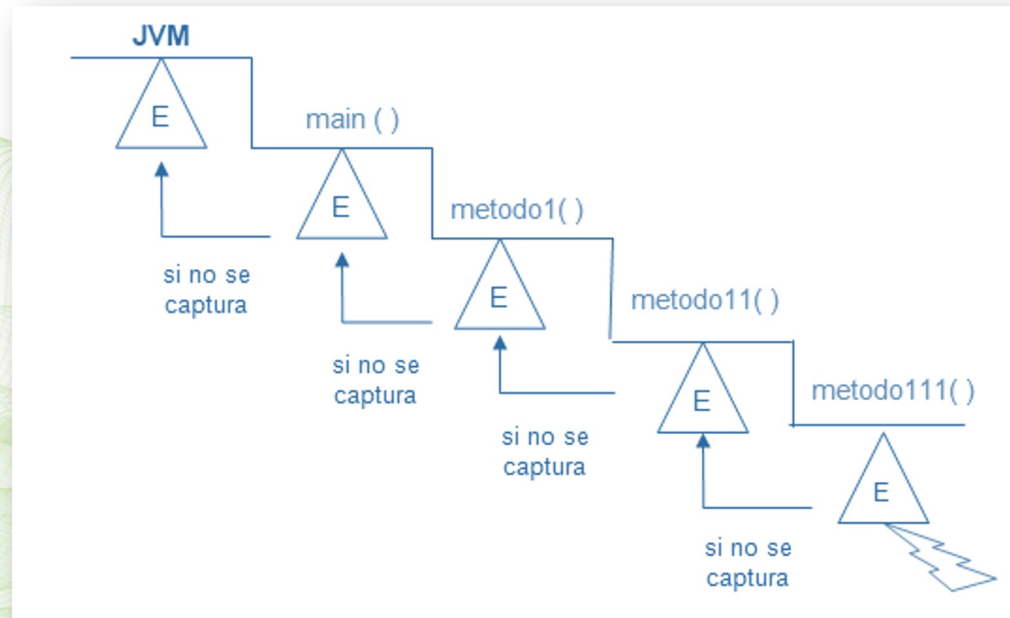 JVM
E
main ( )
E
si no se
captura
metodo1( )
E
si no se
captura
metodo11( )
E
si no se
captura
metodo111( )
E
si no se
captura